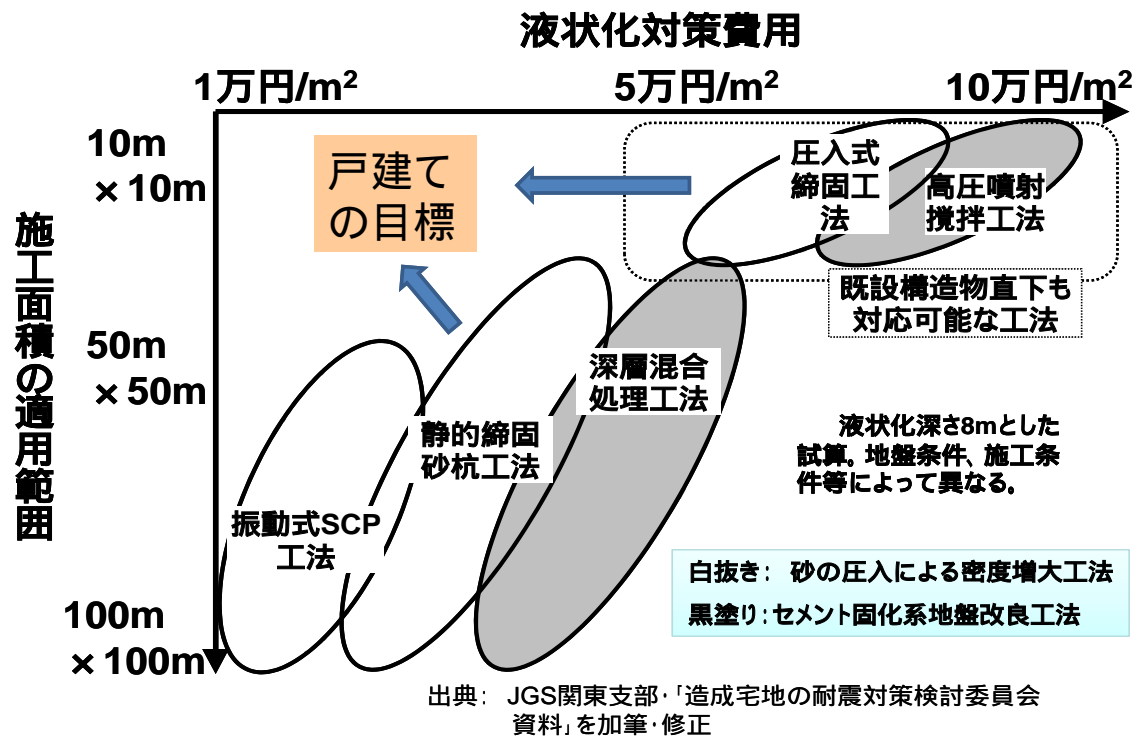 液状化対策費用
1万円/m²
5万円/m²
10万円/m²
施工面積の適用範囲
10m
×10m
50m
×50m
100m
×100m
戸建て
の目標
圧入式
締固工
法
高圧噴射
撹拌工法
既設構造物直下も
対応可能な工法
深層混合
処理工法
静的締固
砂杭工法
振動式SCP
工法
液状化深さ8mとした
試算。地盤条件、施工条
件等によって異なる。
白抜き： 砂の圧入による密度増大工法
黒塗り：セメント固化系地盤改良工法
出典： JGS関東支部・「造成宅地の耐震対策検討委員会
資料」を加筆・修正